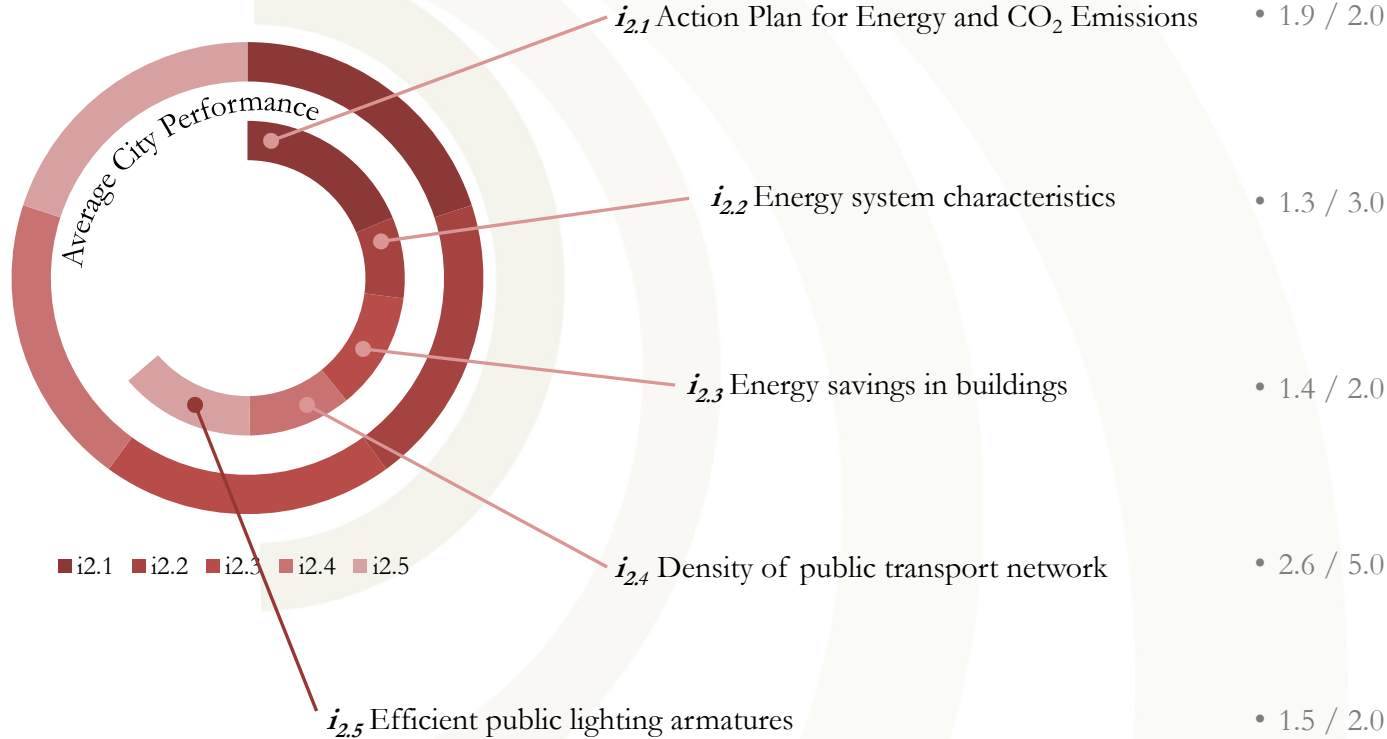 i2.1 Action Plan for Energy and CO2 Emissions
• 1.9 / 2.0
Average City Performance
i2.2 Energy system characteristics
• 1.3 / 3.0
i2.3 Energy savings in buildings
• 1.4 / 2.0
i2.1 i2.2 i2.3 i2.4 i2.5
i2.4 Density of public transport network
• 2.6 / 5.0
i2.5 Efficient public lighting armatures
• 1.5 / 2.0